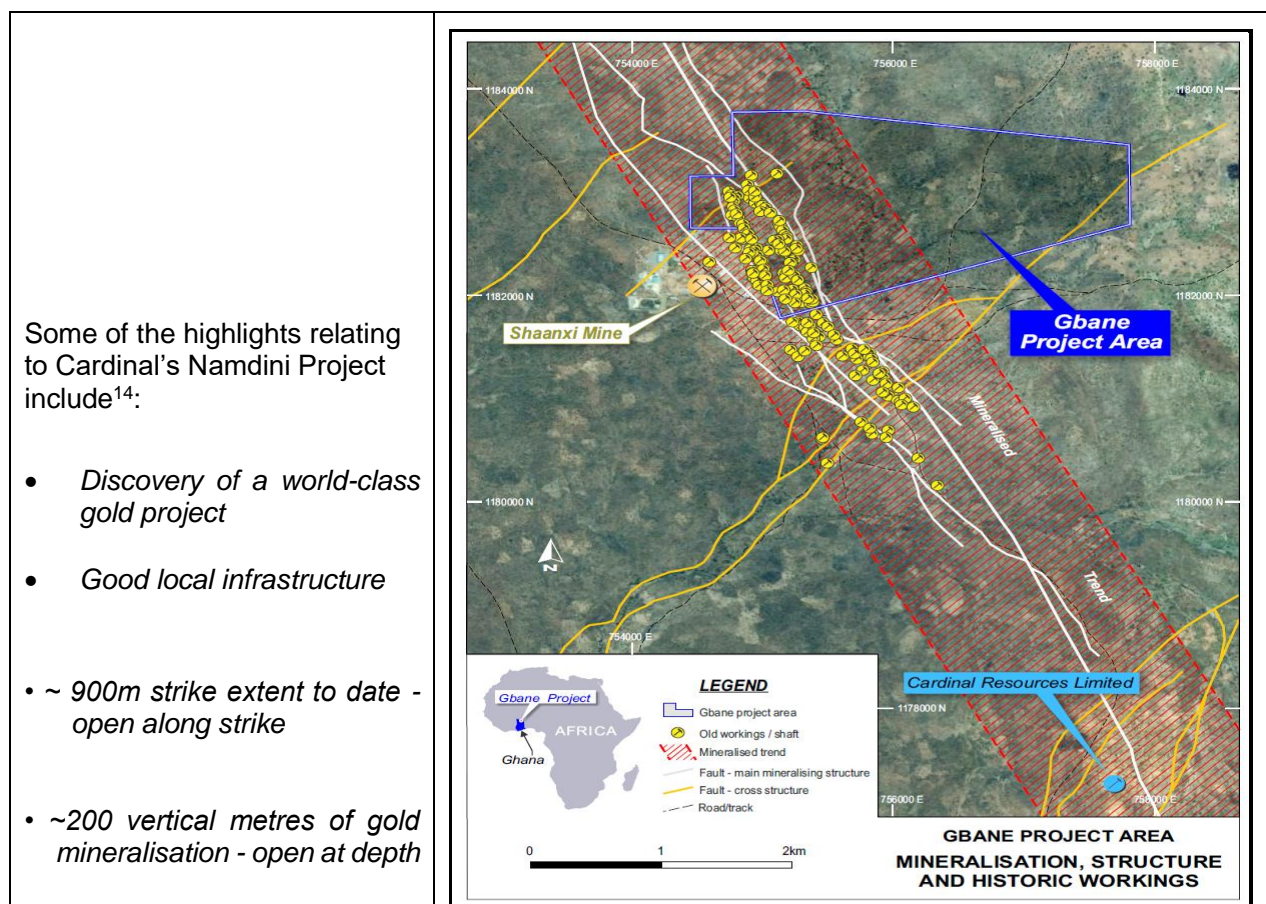 Some of the highlights relating
to Cardinal's Namdini Project
include14:
• Discovery of a world-class
gold project
• Good local infrastructure
• ~ 900m strike extent to date -
open along strike
• ~200 vertical metres of gold
mineralisation - open at depth
754000 E
756000 E
758000 E
1184000 N
1184000 N
1182000 N
1182000 N
Shaanxi Mine
Gbane
Project Area
Mineralised
1180000 N
1180000 N
N
Trend
754000 E
Cardinal Resources Limited
1178000 N
756000 E
758000 E
Gbane Project
AFRICA
Ghana
LEGEND
Gbane project area
Old workings / shaft
Mineralised trend
Fault - main mineralising structure
Fault - cross structure
Road/track
0 1 2km
GBANE PROJECT AREA
MINERALISATION, STRUCTURE
AND HISTORIC WORKINGS